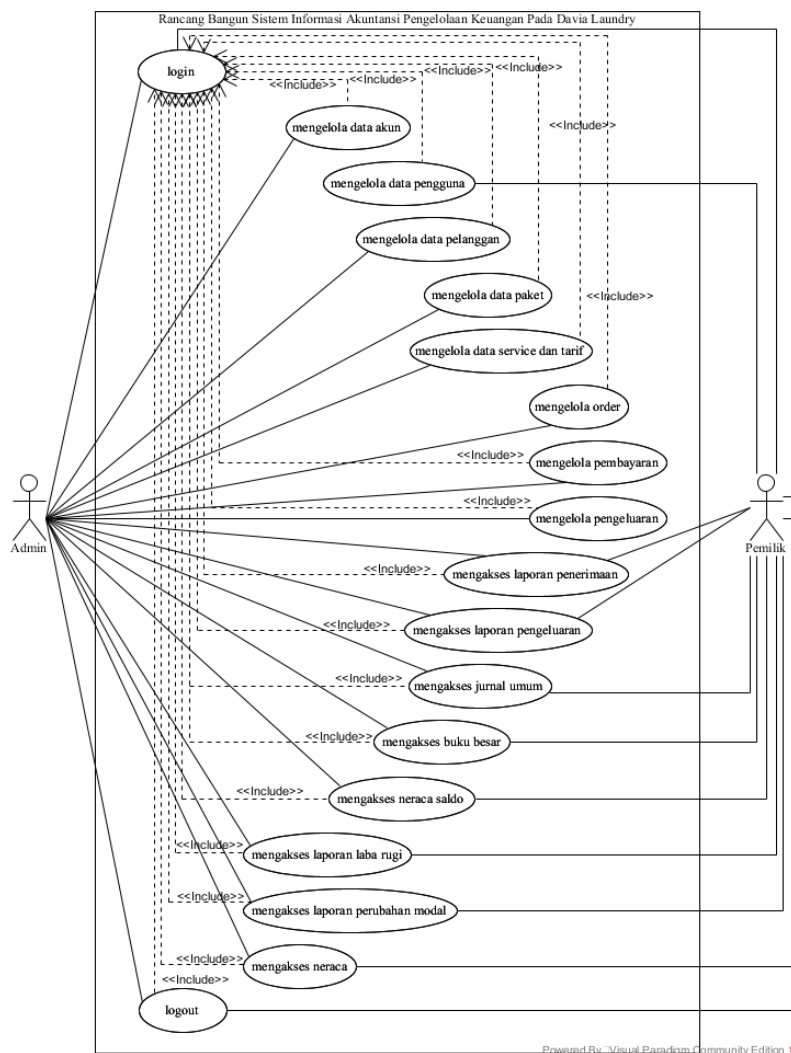 Rancang Bangun Sistem Informasi Akuntansi Pengelolaan Keuangan Pada Davia Laundry
login
<<Include>>
<<Include>>
<<Include>>
<<Include>>
mengelola data akun
<<Include>>
mengelola data pengguna
mengelola data pelanggan
mengelola data paket
<<Include>>
mengelola data service dan tarif
mengelola order
mengelola pembayaran
<<Include>>
<<Include>>
mengelola pengeluaran
Admin
Pemilik
mengakses laporan penerimaan
<<Include>>
mengakses laporan pengeluaran
<<Include>>
mengakses jurnal umum
<<Include>>
mengakses buku besar
<<Include>>
mengakses neraca saldo
<<Include>>
mengakses laporan laba rugi
<<Include>>
mengakses laporan perubahan modal
<<Include>>
mengakses neraca
<<Include>>
<<Include>>
logout
Powered By Visual Paradigm Community Edition